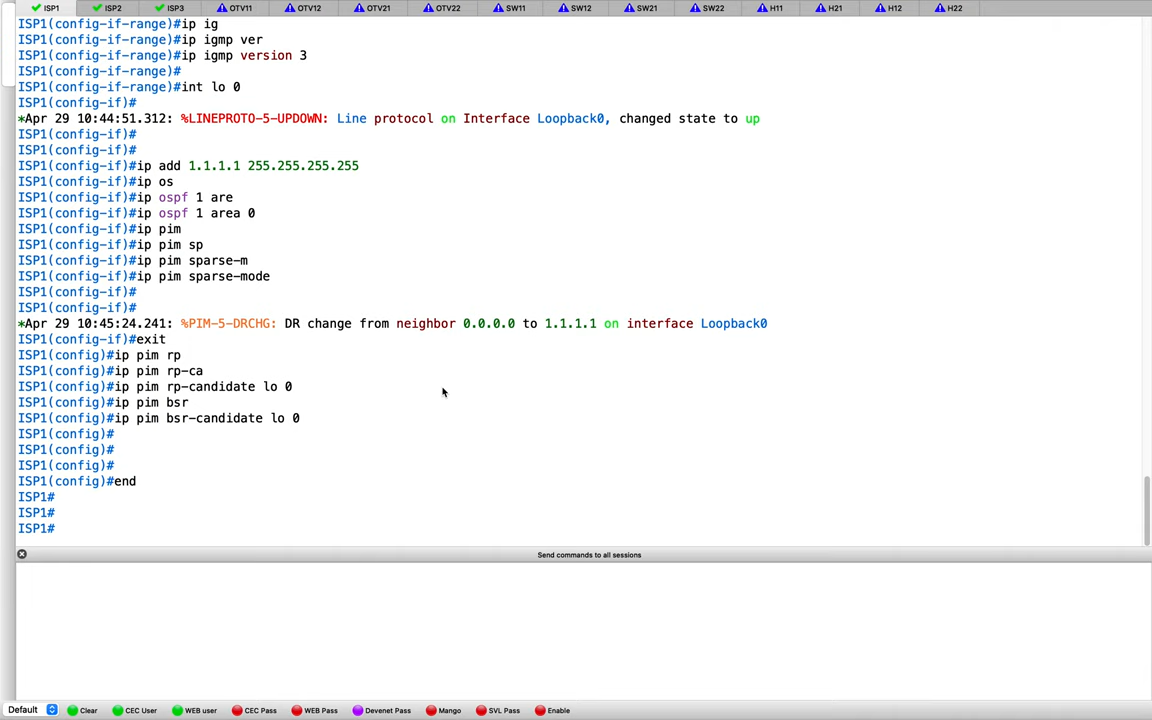 ISP1 ISP2 ISP3 OTV11 OTV12 OTV21 OTV22 SW11 SW12 SW21 SW22 H11 H21 H12 H22
ISP1(config-if-range)#ip ig
ISP1(config-if-range)#ip igmp ver
ISP1(config-if-range)#ip igmp version 3
ISP1(config-if-range)#
ISP1(config-if-range)#int lo 0
ISP1(config-if)#
*Apr 29 10:44:51.312: %LINEPROTO-5-UPDOWN: Line protocol on Interface Loopback0, changed state to up
ISP1(config-if)#
ISP1(config-if)#
ISP1(config-if)#ip add 1.1.1.1 255.255.255.255
ISP1(config-if)#ip os
ISP1(config-if)#ip ospf 1 are
ISP1(config-if)#ip ospf 1 area 0
ISP1(config-if)#ip pim
ISP1(config-if)#ip pim sp
ISP1(config-if)#ip pim sparse-m
ISP1(config-if)#ip pim sparse-mode
ISP1(config-if)#
ISP1(config-if)#
*Apr 29 10:45:24.241: %PIM-5-DRCHG: DR change from neighbor 0.0.0.0 to 1.1.1.1 on interface Loopback0
ISP1(config-if)#exit
ISP1(config)#ip pim rp
ISP1(config)#ip pim rp-ca
ISP1(config)#ip pim rp-candidate lo 0
ISP1(config)#ip pim bsr
ISP1(config)#ip pim bsr-candidate lo 0
ISP1(config)#
ISP1(config)#
ISP1(config)#
ISP1(config)#end
ISP1#
ISP1#
ISP1#
Send commands to all sessions
Default Clear CEC User WEB user CEC Pass WEB Pass Devenet Pass Mango SVL Pass Enable